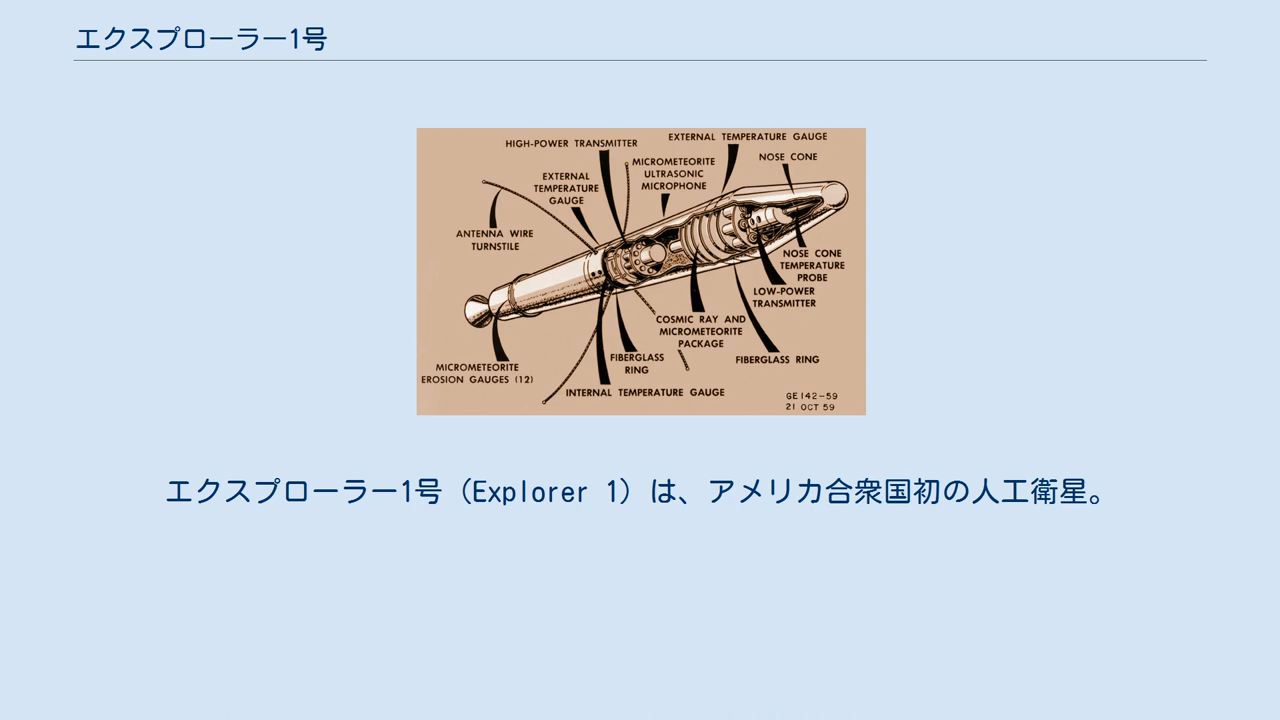 エクスプローラー1号
HIGH-POWER TRANSMITTER
EXTERNAL TEMPERATURE GAUGE
MICROMETEORITE
ULTRASONIC
MICROPHONE
NOSE CONE
EXTERNAL
TEMPERATURE
GAUGE
ANTENNA WIRE
TURNSTILE
NOSE CONE
TEMPERATURE
PROBE
LOW-POWER
TRANSMITTER
COSMIC RAY AND
MICROMETEORITE
PACKAGE
FIBERGLASS
RING
FIBERGLASS RING
MICROMETEORITE
EROSION GAUGES (12)
INTERNAL TEMPERATURE GAUGE
GE 142-59
21 OCT 59
エクスプローラー1号（Explorer 1）は、アメリカ合衆国初の人工衛星。